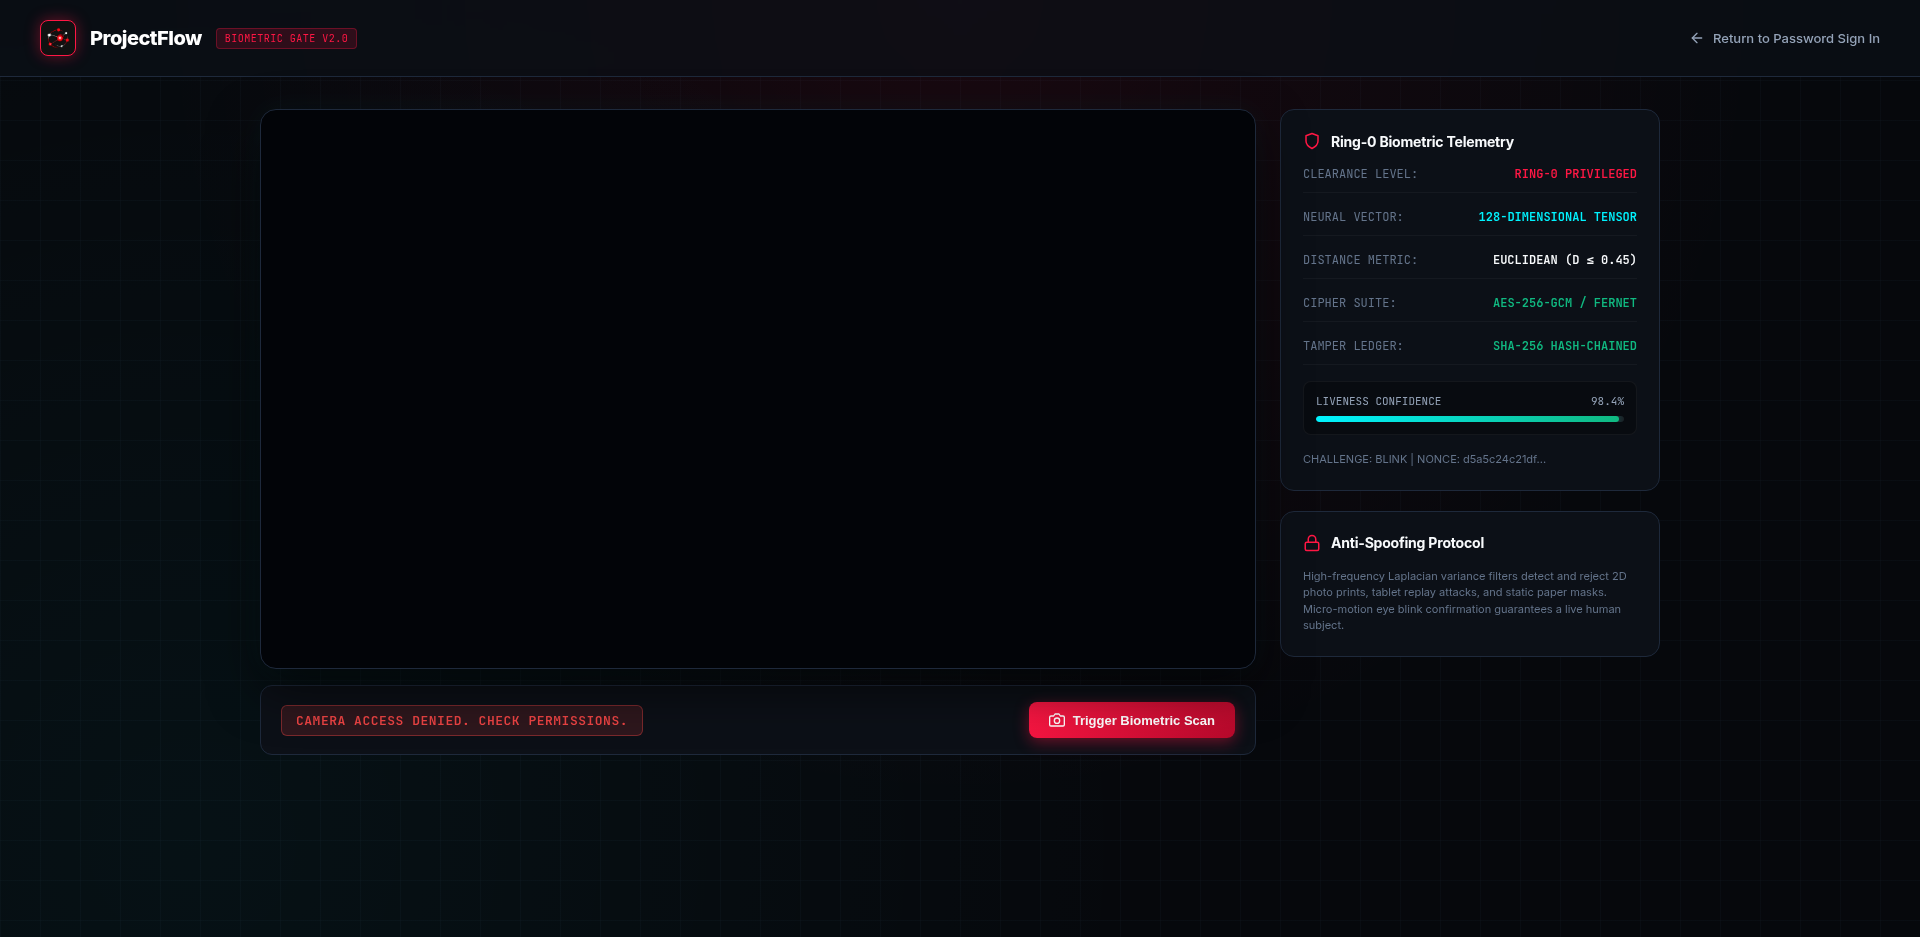 ProjectFlow
BIOMETRIC GATE V2.0
Return to Password Sign In
CAMERA ACCESS DENIED. CHECK PERMISSIONS.
Trigger Biometric Scan
Ring-0 Biometric Telemetry
CLEARANCE LEVEL: RING-0 PRIVILEGED
NEURAL VECTOR: 128-DIMENSIONAL TENSOR
DISTANCE METRIC: EUCLIDEAN (D ≤ 0.45)
CIPHER SUITE: AES-256-GCM / FERNET
TAMPER LEDGER: SHA-256 HASH-CHAINED
LIVENESS CONFIDENCE 98.4%
CHALLENGE: BLINK | NONCE: d5a5c24c21df...
Anti-Spoofing Protocol
High-frequency Laplacian variance filters detect and reject 2D
photo prints, tablet replay attacks, and static paper masks.
Micro-motion eye blink confirmation guarantees a live human
subject.